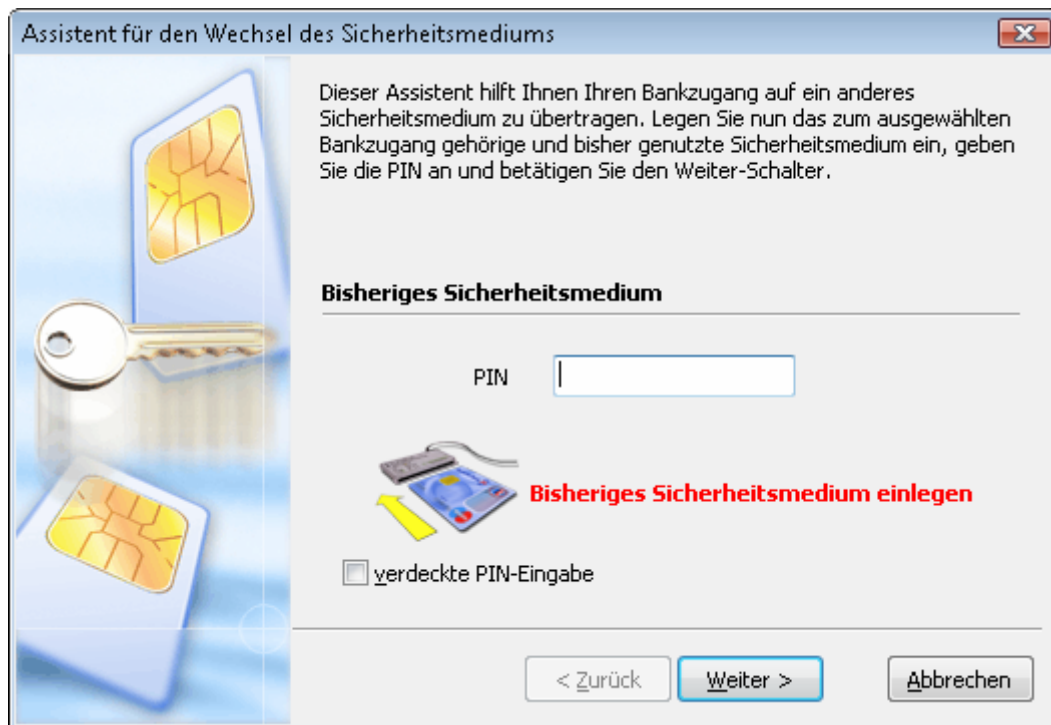 Assistent für den Wechsel des Sicherheitsmediums
Dieser Assistent hilft Ihnen Ihren Bankzugang auf ein anderes
Sicherheitsmedium zu übertragen. Legen Sie nun das zum ausgewählten
Bankzugang gehörige und bisher genutzte Sicherheitsmedium ein, geben
Sie die PIN an und betätigen Sie den Weiter-Schalter.
Bisheriges Sicherheitsmedium
PIN
Bisheriges Sicherheitsmedium einlegen
verdeckte PIN-Eingabe
< Zurück
Weiter >
Abbrechen